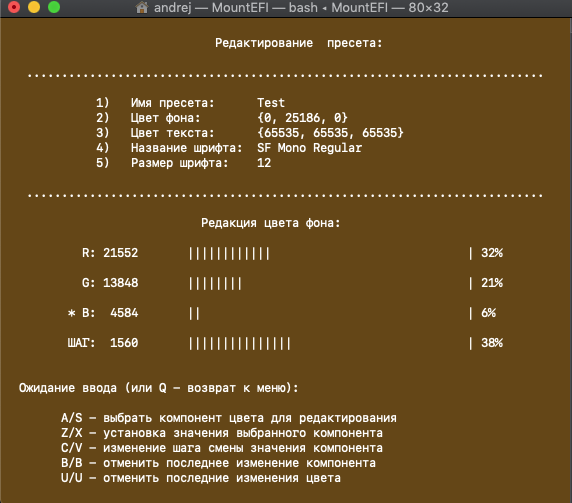 andrej — MountEFI — bash ◂ MountEFI — 80×32
Редактирование пресета:
...........................................................................
1) Имя пресета: Test
2) Цвет фона: {0, 25186, 0}
3) Цвет текста: {65535, 65535, 65535}
4) Название шрифта: SF Mono Regular
5) Размер шрифта: 12
...........................................................................
Редакция цвета фона:
R: 21552 |||||||||||| | 32%
G: 13848 |||||||| | 21%
* B: 4584 || | 6%
ШАГ: 1560 ||||||||||||||| | 38%
Ожидание ввода (или Q – возврат к меню):
A/S – выбрать компонент цвета для редактирования
Z/X – установка значения выбранного компонента
C/V – изменение шага смены значения компонента
B/B – отменить последнее изменение компонента
U/U – отменить последние изменения цвета